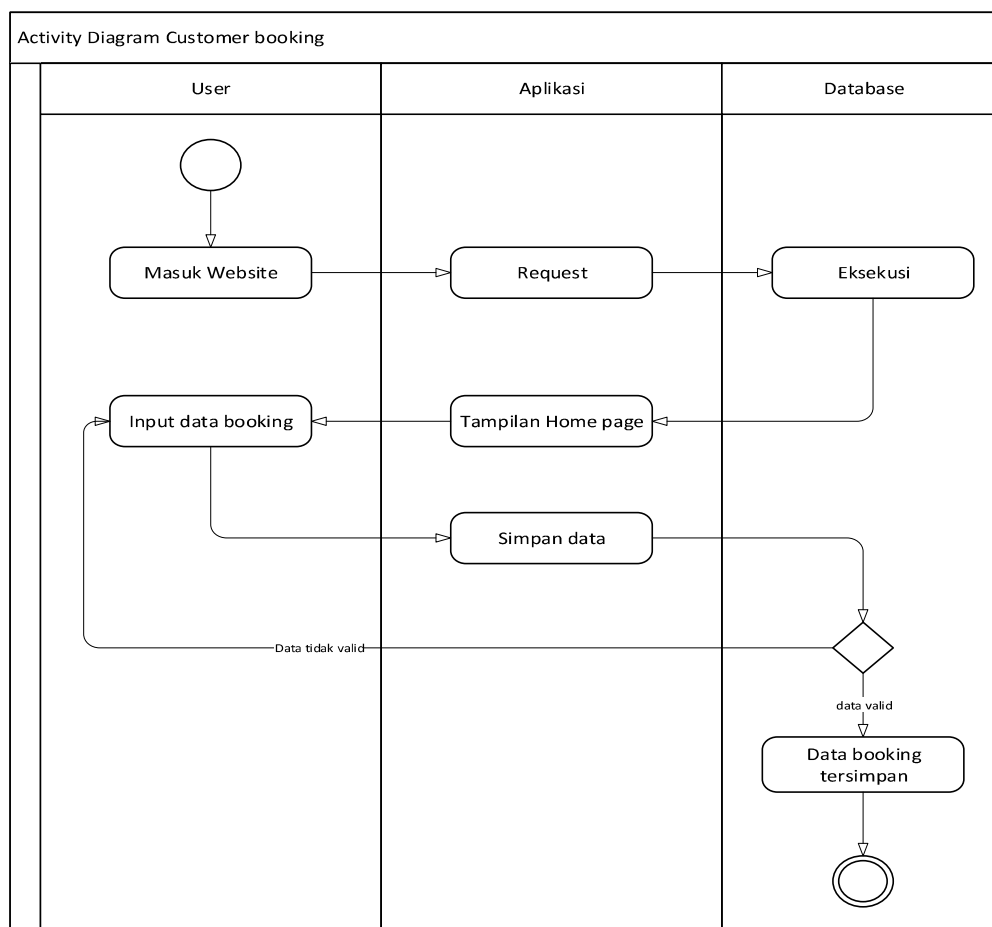 Activity Diagram Customer booking
User
Aplikasi
Database
Masuk Website
Request
Eksekusi
Input data booking
Tampilan Home page
Simpan data
Data tidak valid
data valid
Data booking
tersimpan